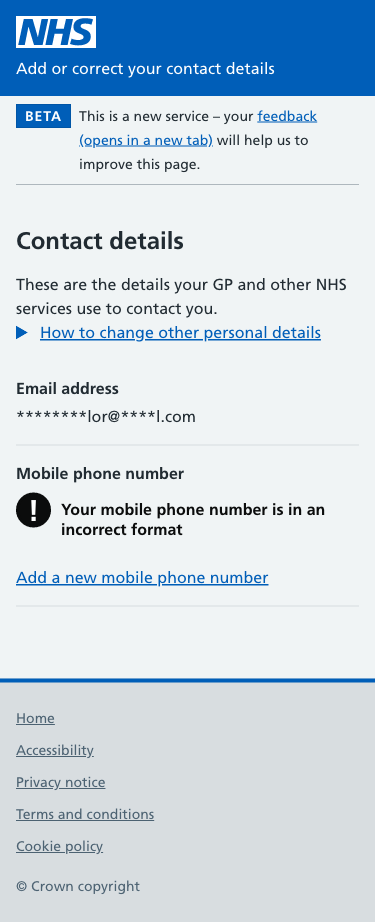 NHS
Add or correct your contact details
BETA This is a new service – your feedback
(opens in a new tab) will help us to
improve this page.
Contact details
These are the details your GP and other NHS
services use to contact you.
How to change other personal details
Email address
********lor@****l.com
Mobile phone number
! Your mobile phone number is in an
incorrect format
Add a new mobile phone number
Home
Accessibility
Privacy notice
Terms and conditions
Cookie policy
© Crown copyright